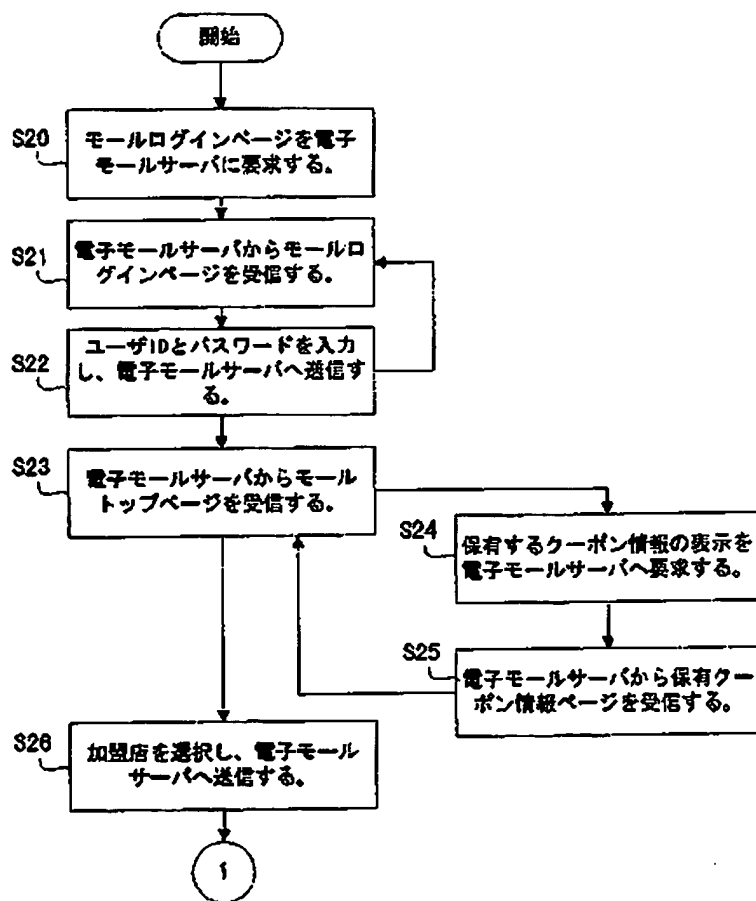 開始
S20
モールログインページを電子
モールサーバに要求する。
S21
電子モールサーバからモールロ
グインページを受信する。
S22
ユーザIDとパスワードを入力
し、電子モールサーバへ送信す
る。
S23
電子モールサーバからモール
トップページを受信する。
S24
保有するクーポン情報の表示を
電子モールサーバへ要求する。
S25
電子モールサーバから保有クー
ポン情報ページを受信する。
S26
加盟店を選択し、電子モール
サーバへ送信する。
1